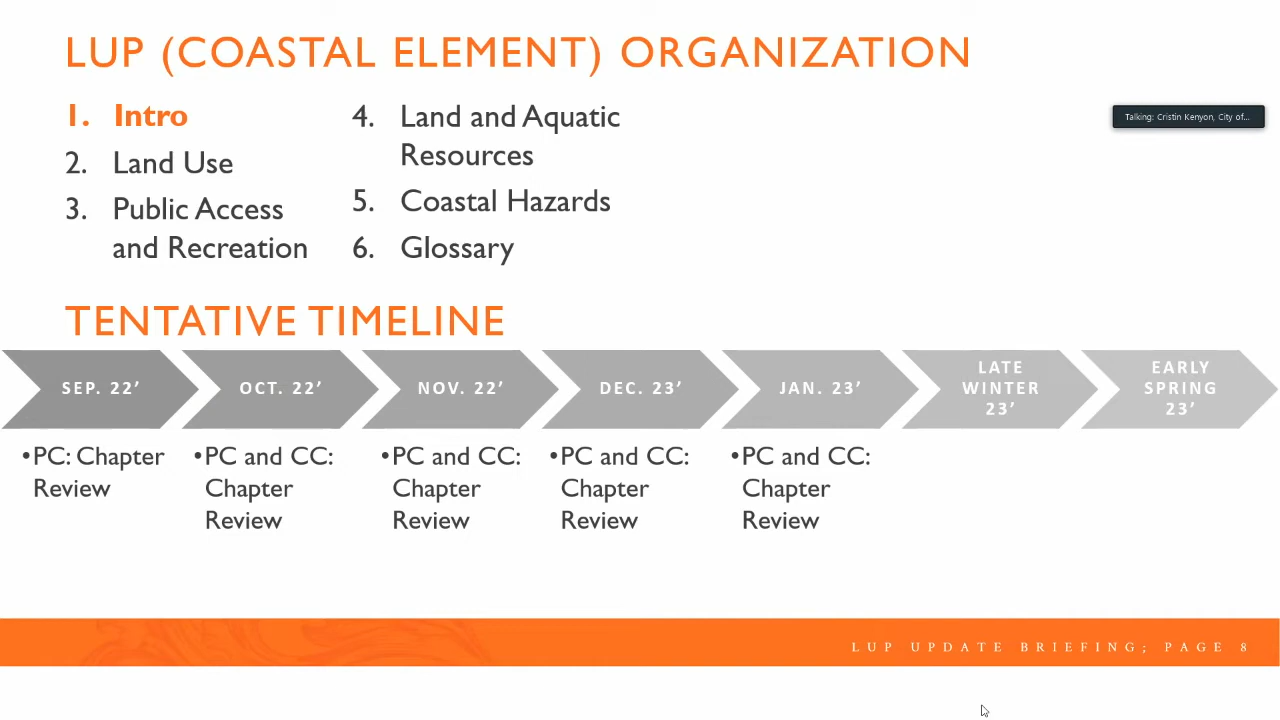 LUP (COASTAL ELEMENT) ORGANIZATION
1. Intro
2. Land Use
3. Public Access
and Recreation
4. Land and Aquatic
Resources
5. Coastal Hazards
6. Glossary
Talking: Cristin Kenyon, City of...
TENTATIVE TIMELINE
SEP. 22’
OCT. 22’
NOV. 22’
DEC. 23’
JAN. 23’
LATE
WINTER
23’
EARLY
SPRING
23’
•PC: Chapter
Review
•PC and CC:
Chapter
Review
•PC and CC:
Chapter
Review
•PC and CC:
Chapter
Review
•PC and CC:
Chapter
Review
LUP UPDATE BRIEFING; PAGE 8